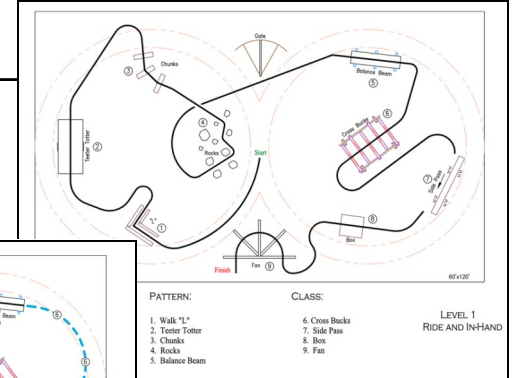 Gate
Chunks
③
Balance Beam
⑤
Teeter Totter
②
④
Rocks
Cross Bucks
⑥
Start
Side Pass
⑦
"L"
①
Box
⑧
Finish
Fan ⑨
60'x120'
Beam
⑤
⑥
PATTERN:
1. Walk "L"
2. Teeter Totter
3. Chunks
4. Rocks
5. Balance Beam
CLASS:
6. Cross Bucks
7. Side Pass
8. Box
9. Fan
LEVEL 1
RIDE AND IN-HAND